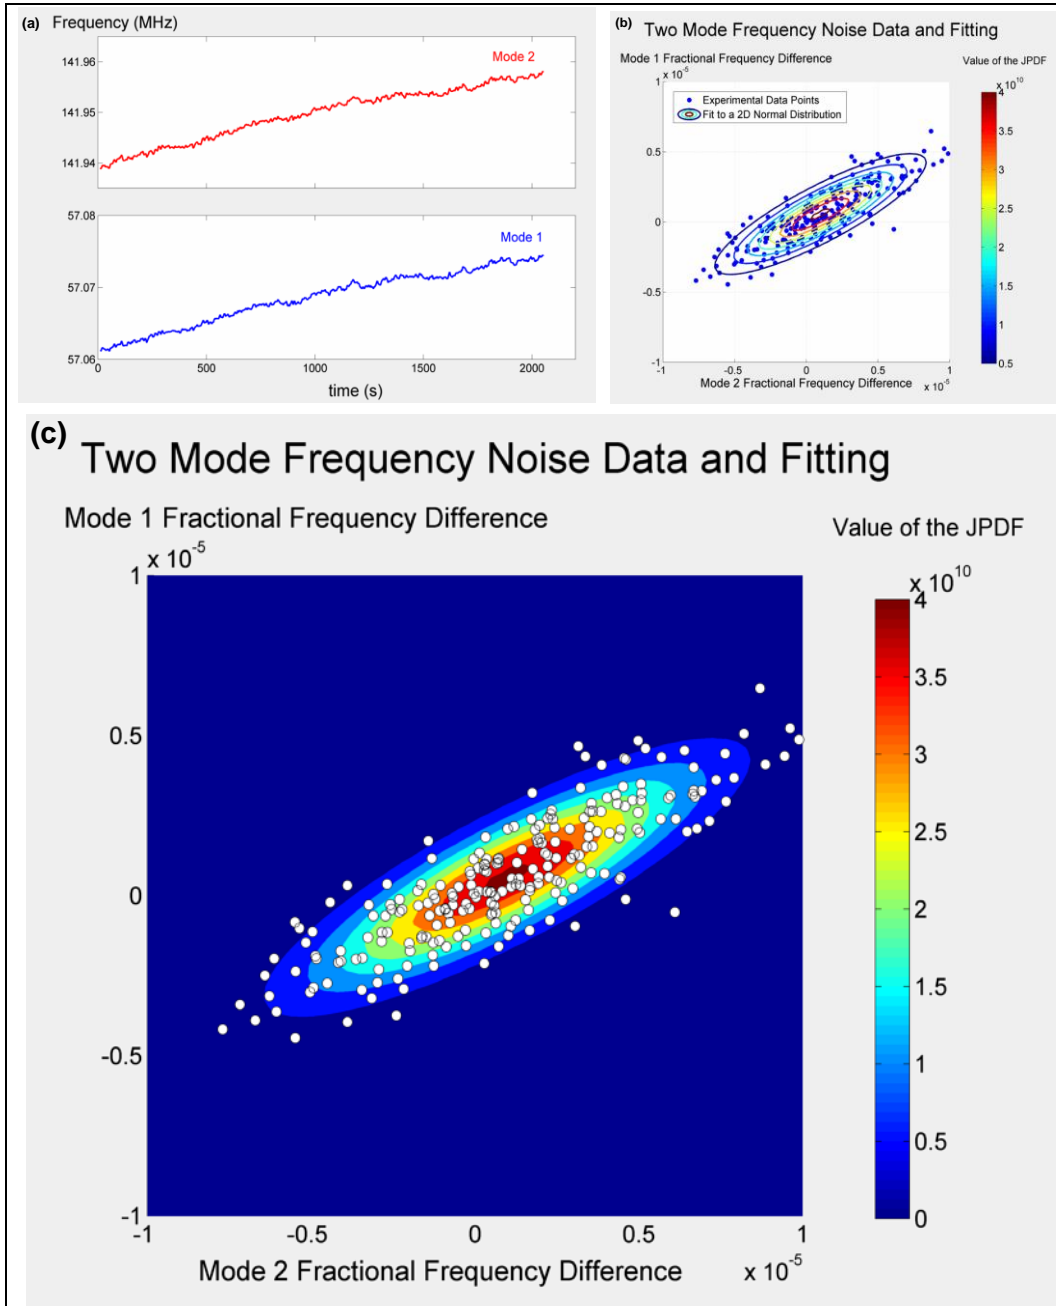 (a) Frequency (MHz)
Mode 2
141.96
141.95
141.94
57.08
Mode 1
57.07
57.06
0 500 1000 1500 2000
time (s)
(b) Two Mode Frequency Noise Data and Fitting
Mode 1 Fractional Frequency Difference
Value of the JPDF
x 10^-5
x 10^10
Experimental Data Points
Fit to a 2D Normal Distribution
1
0.5
0
-0.5
-1
-1 -0.5 0 0.5 1
Mode 2 Fractional Frequency Difference x 10^-5
4
3.5
3
2.5
2
1.5
1
0.5
(c)
Two Mode Frequency Noise Data and Fitting
Mode 1 Fractional Frequency Difference
Value of the JPDF
x 10^-5
x 10^10
1
0.5
0
-0.5
-1
-1 -0.5 0 0.5 1
Mode 2 Fractional Frequency Difference x 10^-5
4
3.5
3
2.5
2
1.5
1
0.5
0